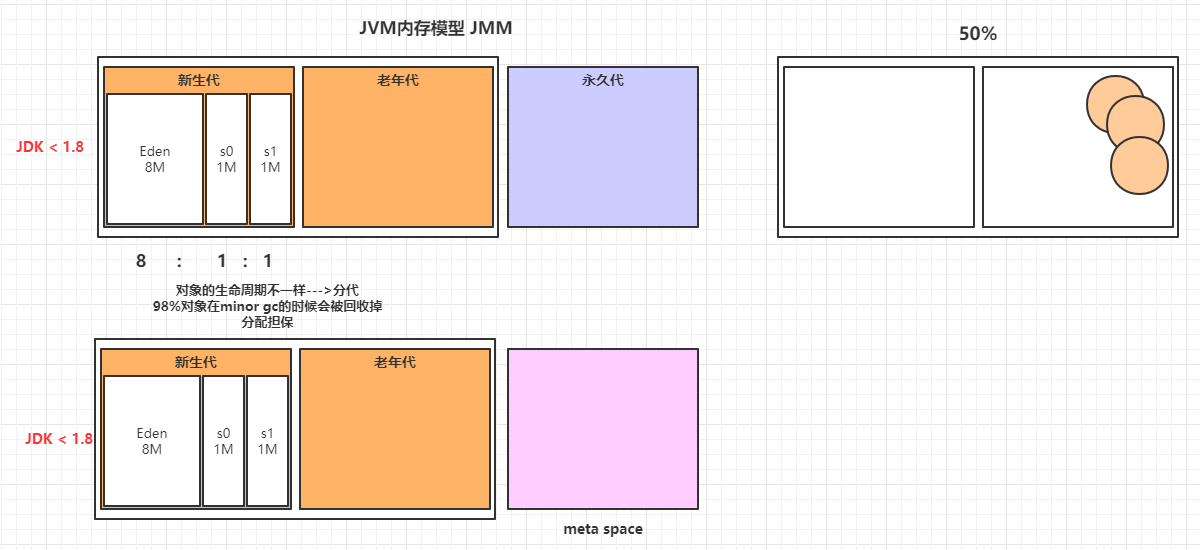 JVM内存模型 JMM
50%
新生代
老年代
永久代
JDK < 1.8
Eden
8M
s0
1M
s1
1M
8 : 1 : 1
对象的生命周期不一样--->分代
98%对象在minor gc的时候会被回收掉
分配担保
新生代
老年代
JDK < 1.8
Eden
8M
s0
1M
s1
1M
meta space